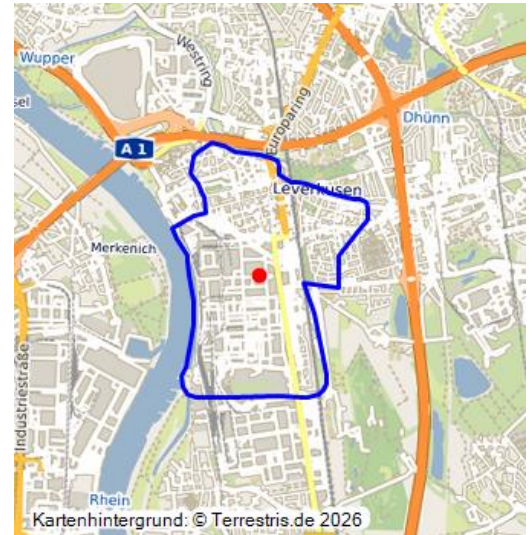 Wupper
Westring
Europaring
sel
A 1
Dhünn
Leverkusen
Merkenich
Industriestraße
Rhein
Kartenhintergrund: © Terrestris.de 2026